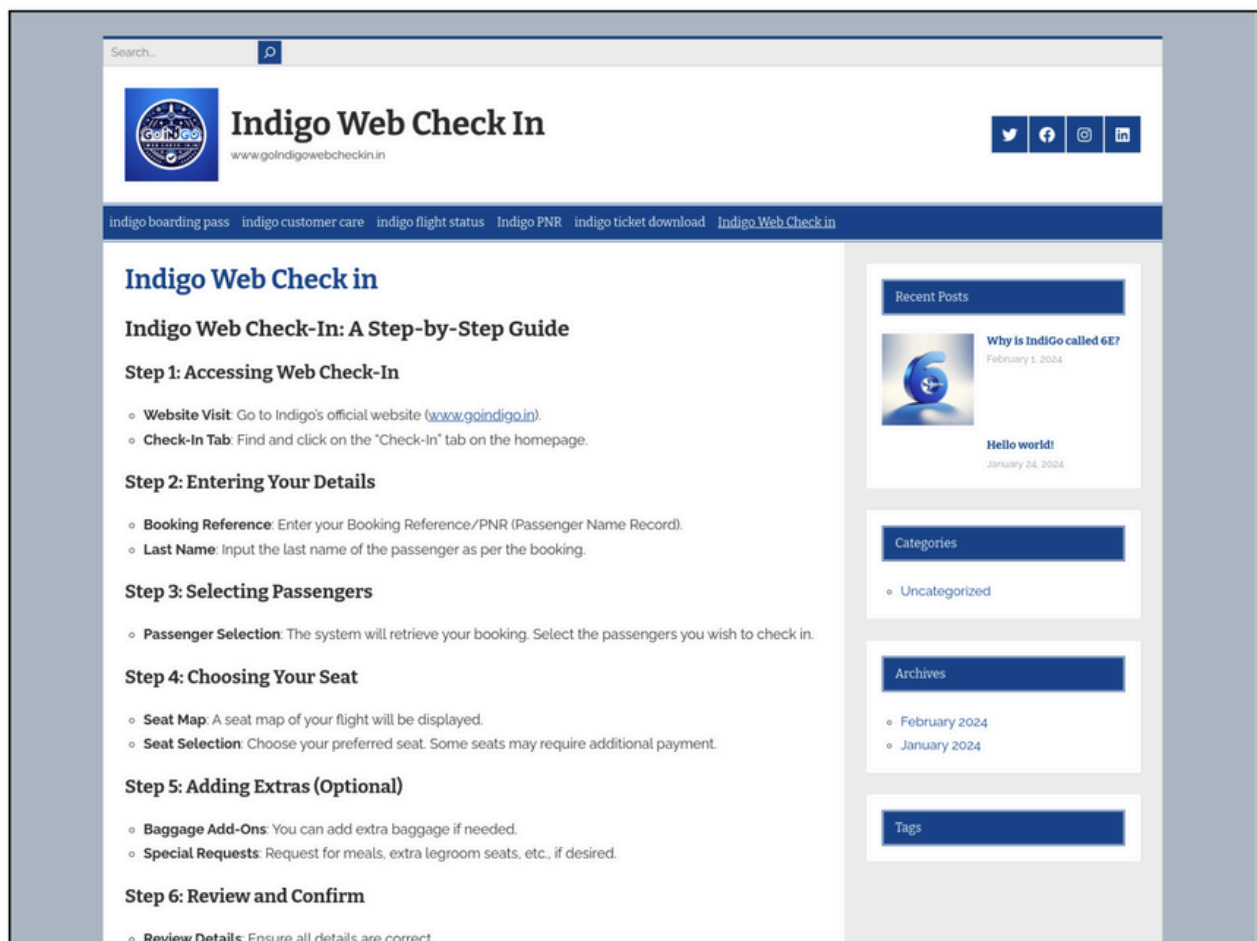 Search...
GOINDIGO
WEB CHECK-IN.IN
Indigo Web Check In
www.goIndigowebcheckin.in
indigo boarding pass indigo customer care indigo flight status Indigo PNR indigo ticket download Indigo Web Check in
Indigo Web Check in
Indigo Web Check-In: A Step-by-Step Guide
Step 1: Accessing Web Check-In
Website Visit: Go to Indigo's official website (www.goindigo.in).
Check-In Tab: Find and click on the "Check-In" tab on the homepage.
Step 2: Entering Your Details
Booking Reference: Enter your Booking Reference/PNR (Passenger Name Record).
Last Name: Input the last name of the passenger as per the booking.
Step 3: Selecting Passengers
Passenger Selection: The system will retrieve your booking. Select the passengers you wish to check in.
Step 4: Choosing Your Seat
Seat Map: A seat map of your flight will be displayed.
Seat Selection: Choose your preferred seat. Some seats may require additional payment.
Step 5: Adding Extras (Optional)
Baggage Add-Ons: You can add extra baggage if needed.
Special Requests: Request for meals, extra legroom seats, etc., if desired.
Step 6: Review and Confirm
Review Details: Ensure all details are correct.
Recent Posts
6
Why is IndiGo called 6E?
February 1, 2024
Hello world!
January 24, 2024
Categories
Uncategorized
Archives
February 2024
January 2024
Tags